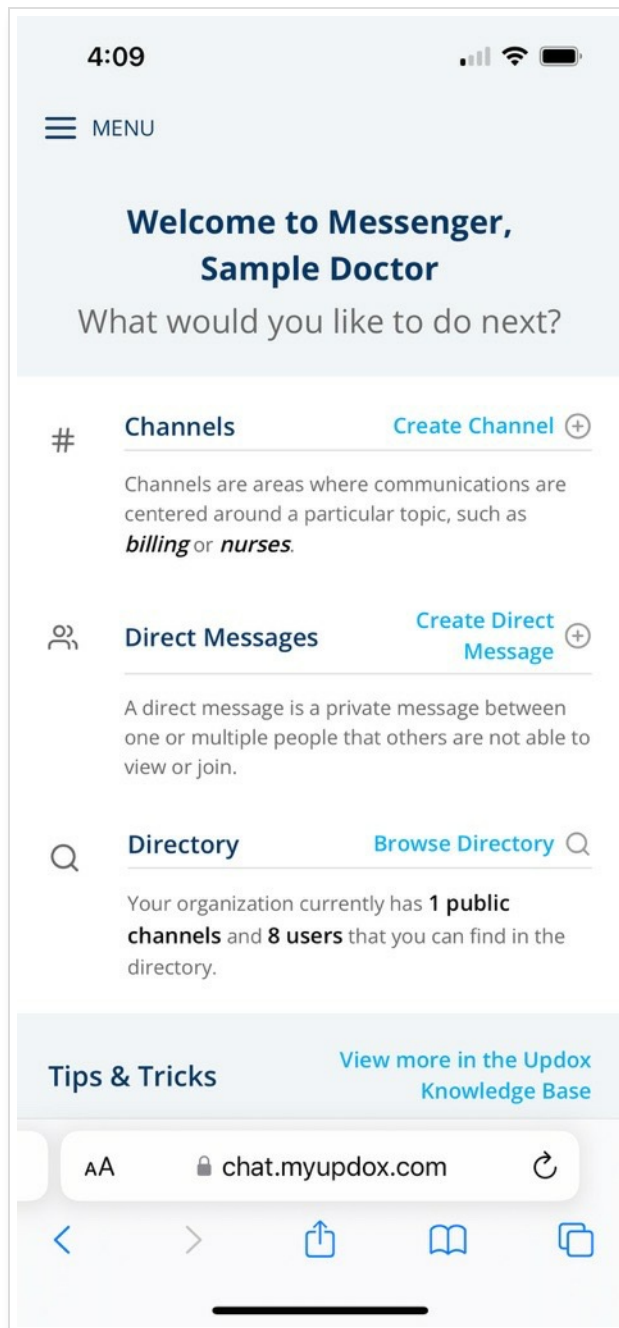 4:09
MENU
Welcome to Messenger,
Sample Doctor
What would you like to do next?
# Channels Create Channel
Channels are areas where communications are
centered around a particular topic, such as
billing or nurses.
Direct Messages Create Direct
Message
A direct message is a private message between
one or multiple people that others are not able to
view or join.
Directory Browse Directory
Your organization currently has 1 public
channels and 8 users that you can find in the
directory.
Tips & Tricks View more in the Updox
Knowledge Base
AA chat.myupdox.com